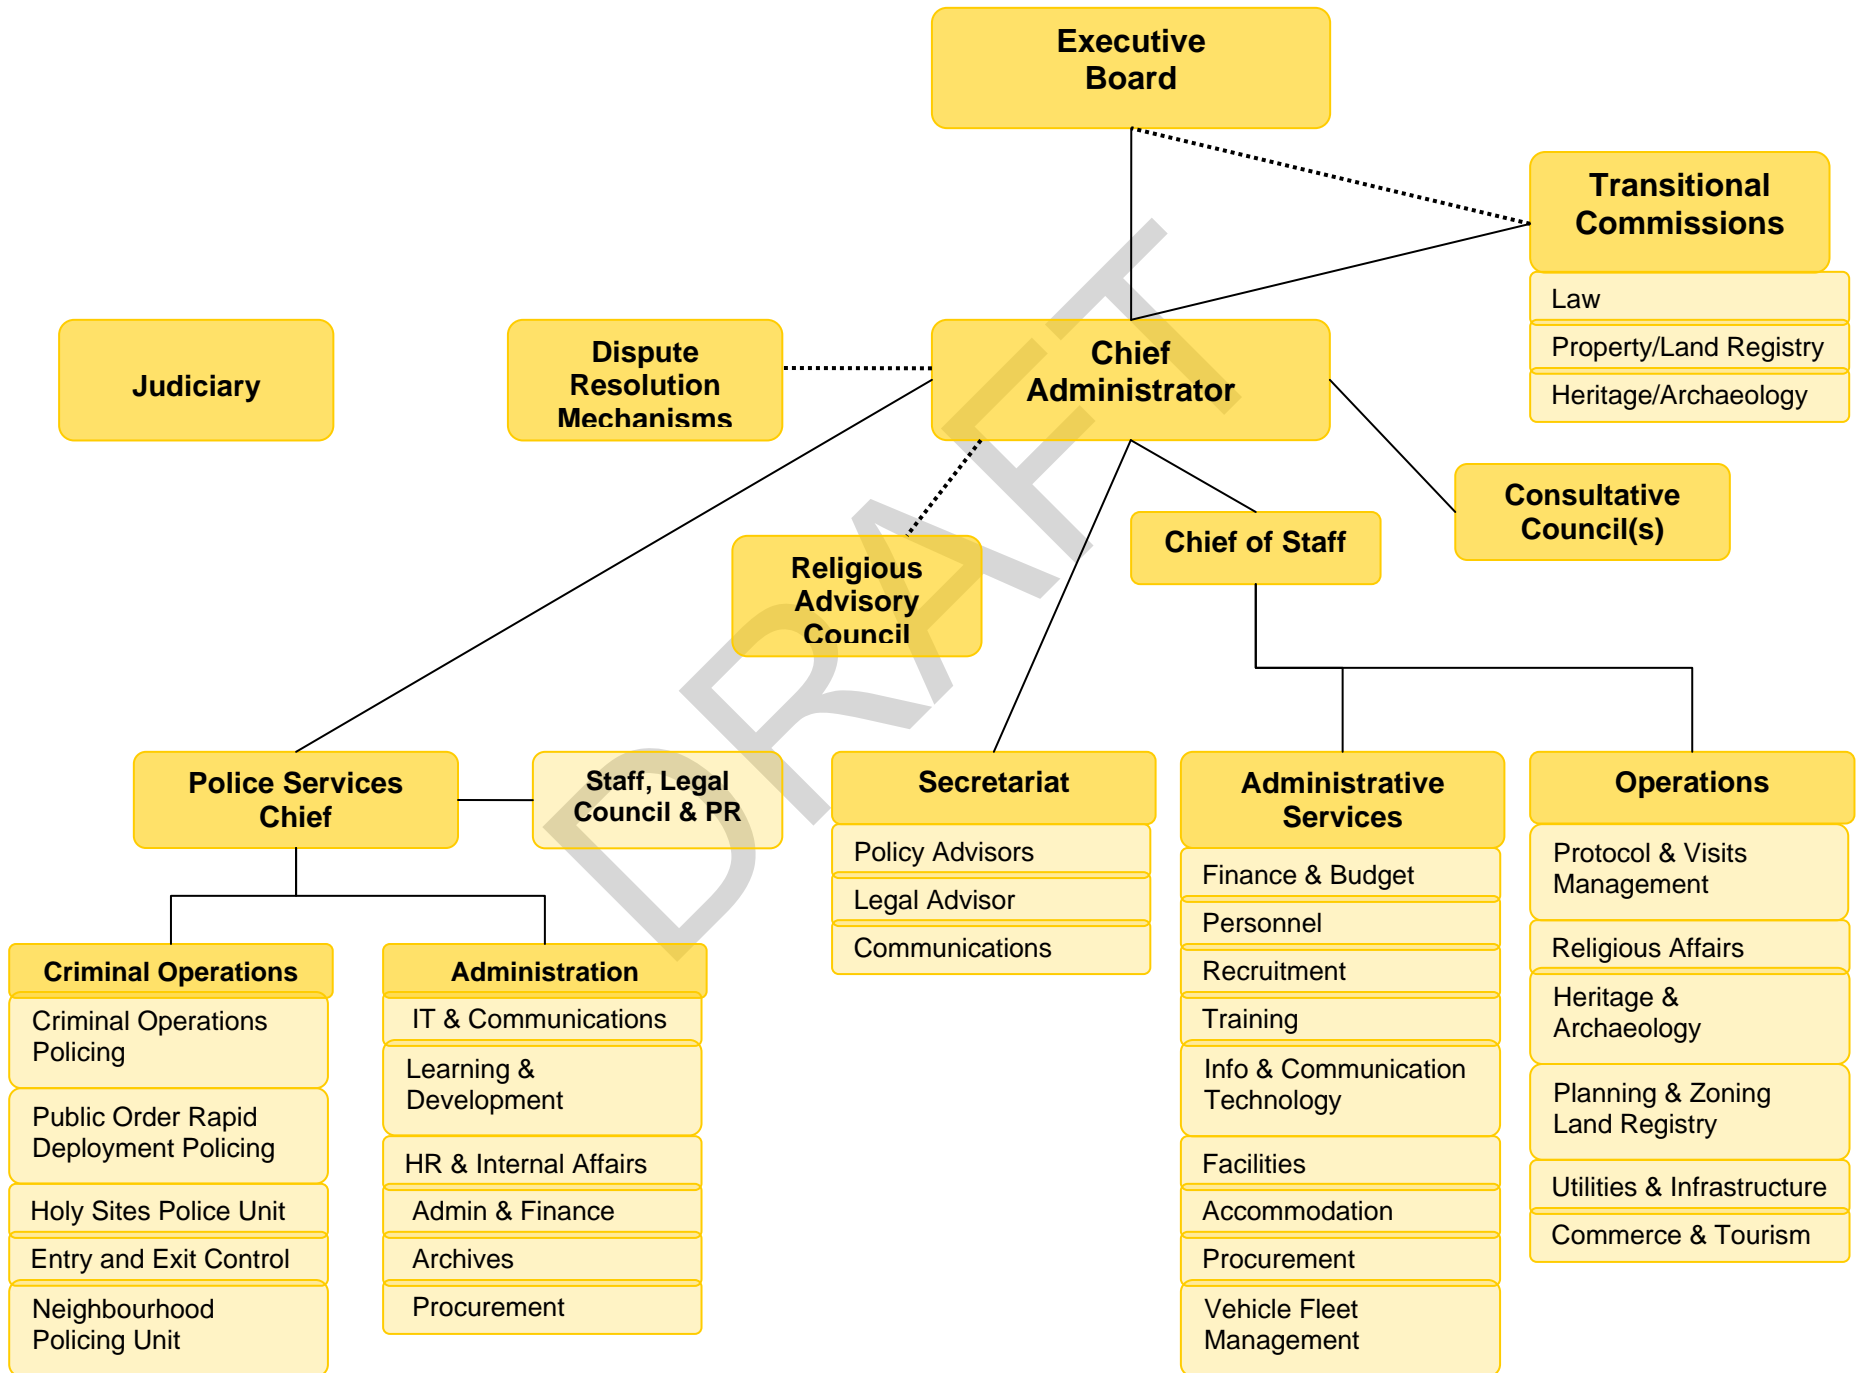 Executive
Board
Transitional
Commissions
Law
Property/Land Registry
Heritage/Archaeology
Judiciary
Dispute
Resolution
Mechanisms
Chief
Administrator
Consultative
Council(s)
Chief of Staff
Religious
Advisory
Council
DRAFT
Police Services
Chief
Staff, Legal
Council & PR
Secretariat
Policy Advisors
Legal Advisor
Communications
Administrative
Services
Finance & Budget
Personnel
Recruitment
Training
Info & Communication
Technology
Facilities
Accommodation
Procurement
Vehicle Fleet
Management
Operations
Protocol & Visits
Management
Religious Affairs
Heritage &
Archaeology
Planning & Zoning
Land Registry
Utilities & Infrastructure
Commerce & Tourism
Criminal Operations
Criminal Operations
Policing
Public Order Rapid
Deployment Policing
Holy Sites Police Unit
Entry and Exit Control
Neighbourhood
Policing Unit
Administration
IT & Communications
Learning &
Development
HR & Internal Affairs
Admin & Finance
Archives
Procurement